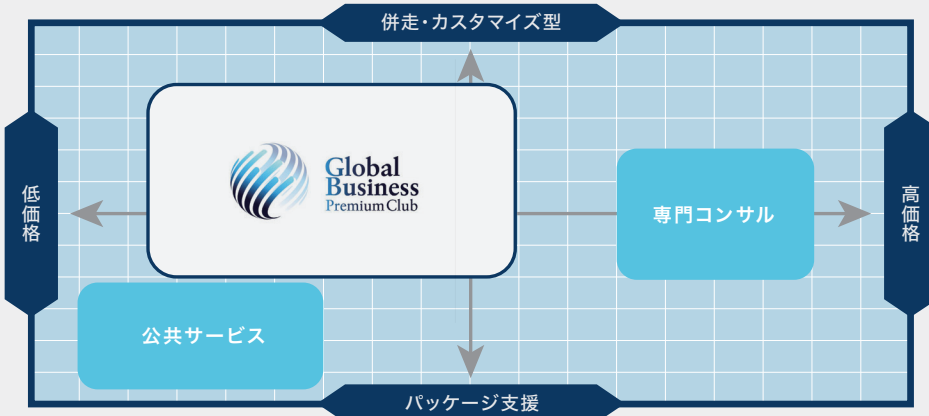 併走・カスタマイズ型
低価格
Global
Business
Premium Club
専門コンサル
高価格
公共サービス
パッケージ支援